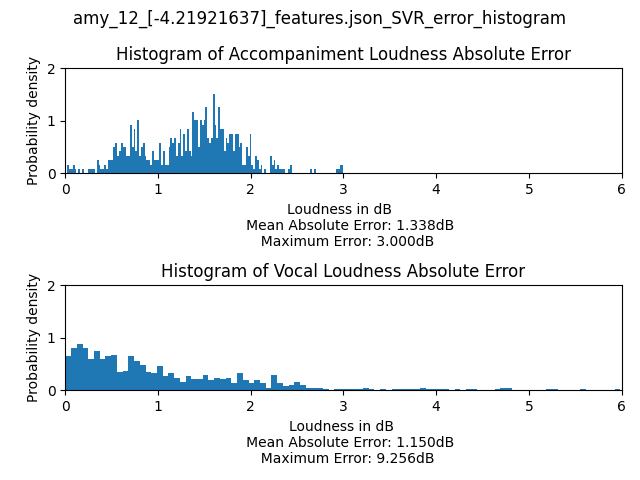 amy_12_[-4.21921637]_features.json_SVR_error_histogram
Histogram of Accompaniment Loudness Absolute Error
Probability density
2
1
0
0 1 2 3 4 5 6
Loudness in dB
Mean Absolute Error: 1.338dB
Maximum Error: 3.000dB
Histogram of Vocal Loudness Absolute Error
Probability density
2
1
0
0 1 2 3 4 5 6
Loudness in dB
Mean Absolute Error: 1.150dB
Maximum Error: 9.256dB